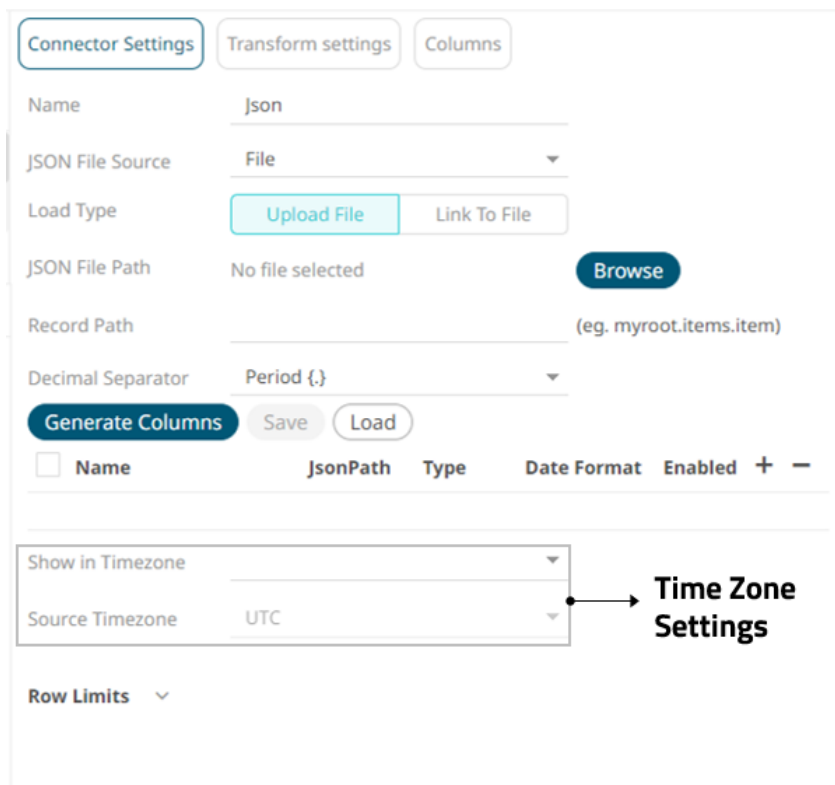 Connector Settings Transform settings Columns
Name Json
JSON File Source File
Load Type Upload File Link To File
JSON File Path No file selected Browse
Record Path (eg. myroot.items.item)
Decimal Separator Period {.}
Generate Columns Save Load
Name JsonPath Type Date Format Enabled + −
Show in Timezone
Source Timezone UTC
Time Zone
Settings
Row Limits